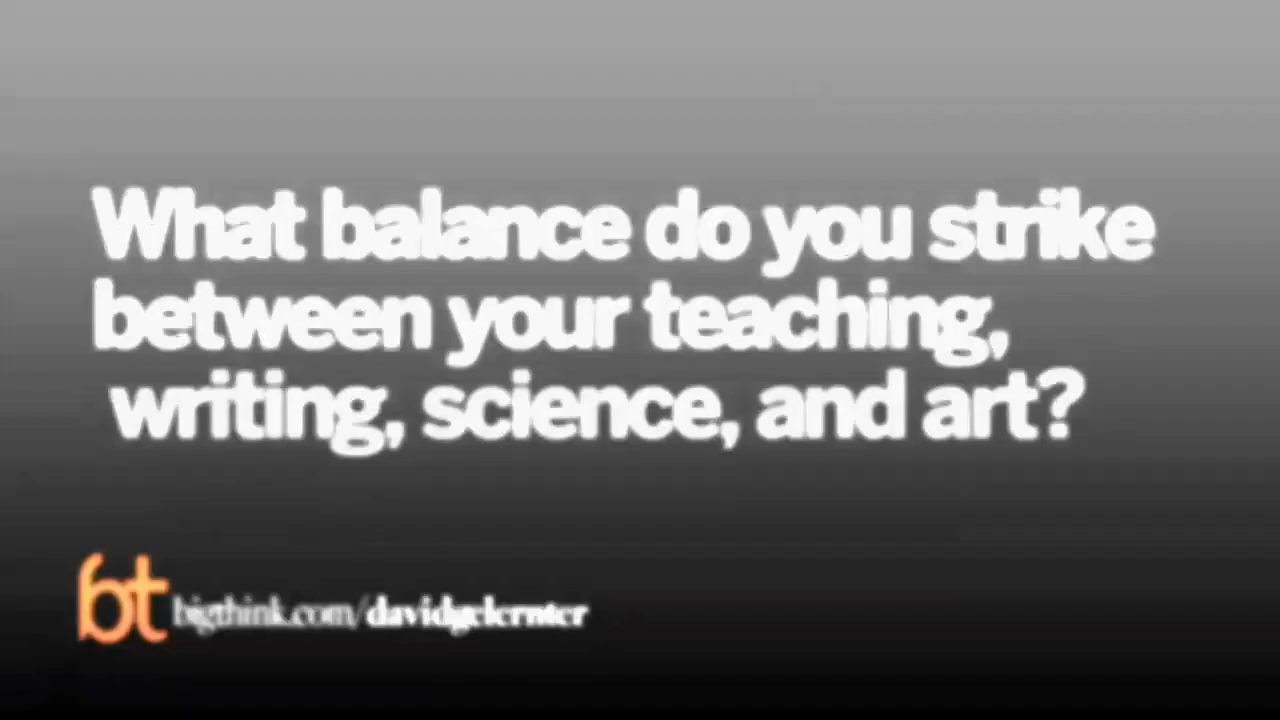 What balance do you strike
between your teaching,
writing, science, and art?
bt bigthink.com/davidgelernter